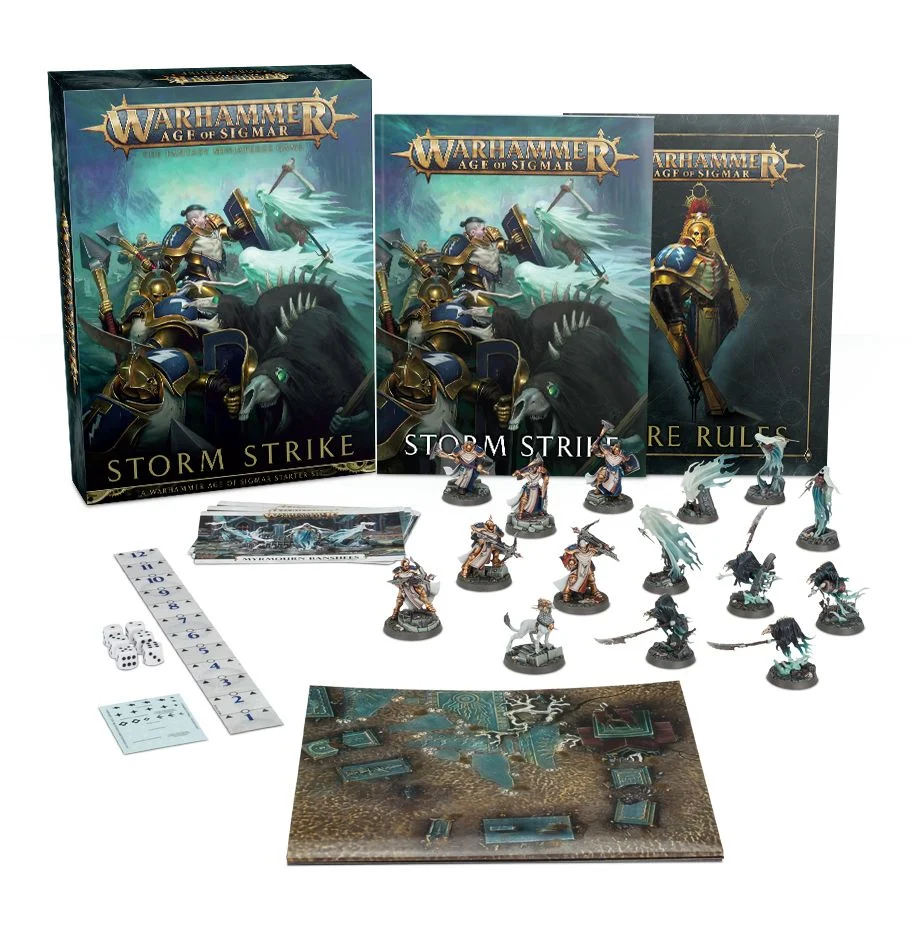 WARHAMMER
AGE OF SIGMAR
THE FANTASY MINIATURES GAME
STORM STRIKE
A WARHAMMER AGE OF SIGMAR STARTER SET
WARHAMMER
AGE OF SIGMAR
STORM STRIKE
ARHAMMER
AGE OF SIGMAR
RE RULES
WARHAMMER
MYRMOURN BANSHEES
12
11
10
9
8
7
6
5
4
3
2
1